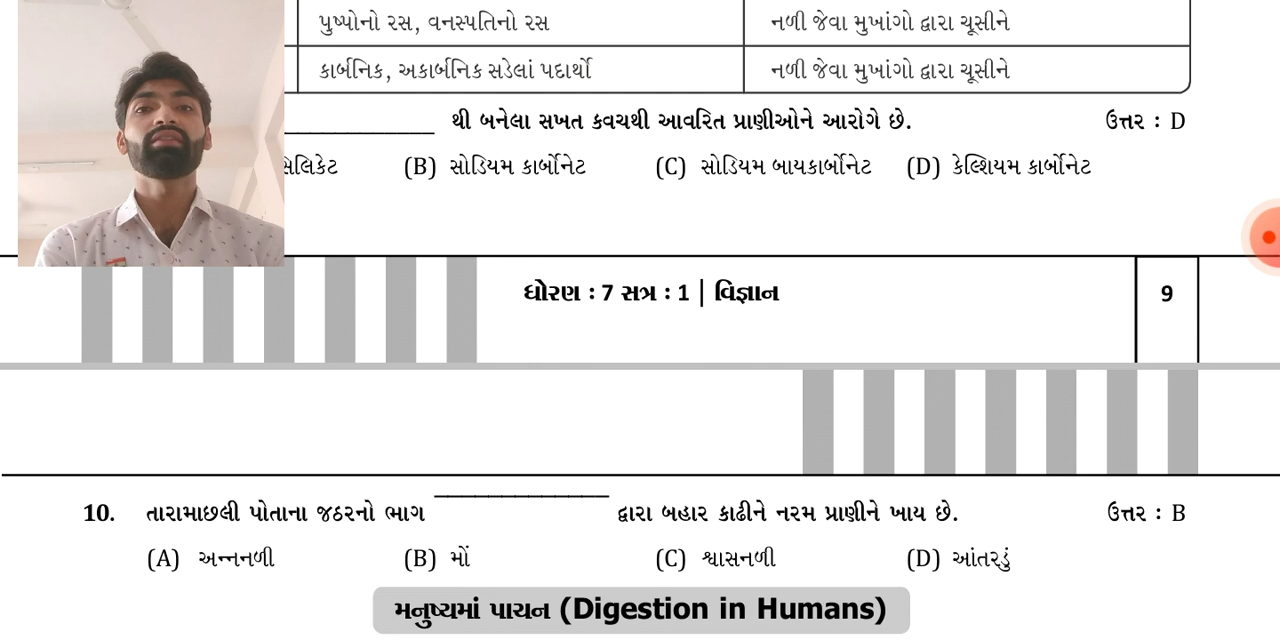 પુષ્પોનો રસ, વનસ્પતિનો રસ નળી જેવા મુખાંગો દ્વારા ચૂસીને
કાર્બનિક, અકાર્બનિક સડેલાં પદાર્થો નળી જેવા મુખાંગો દ્વારા ચૂસીને
____________ થી બનેલા સખત કવચથી આવરિત પ્રાણીઓને આરોગે છે. ઉત્તર : D
સિલિકેટ (B) સોડિયમ કાર્બોનેટ (C) સોડિયમ બાયકાર્બોનેટ (D) કેલ્શિયમ કાર્બોનેટ
ધોરણ : 7 સત્ર : 1 | વિજ્ઞાન 9
10. તારામાછલી પોતાના જઠરનો ભાગ ______________ દ્વારા બહાર કાઢીને નરમ પ્રાણીને ખાય છે. ઉત્તર : B
(A) અન્નનળી (B) મોં (C) શ્વાસનળી (D) આંતરડું
મનુષ્યમાં પાચન (Digestion in Humans)